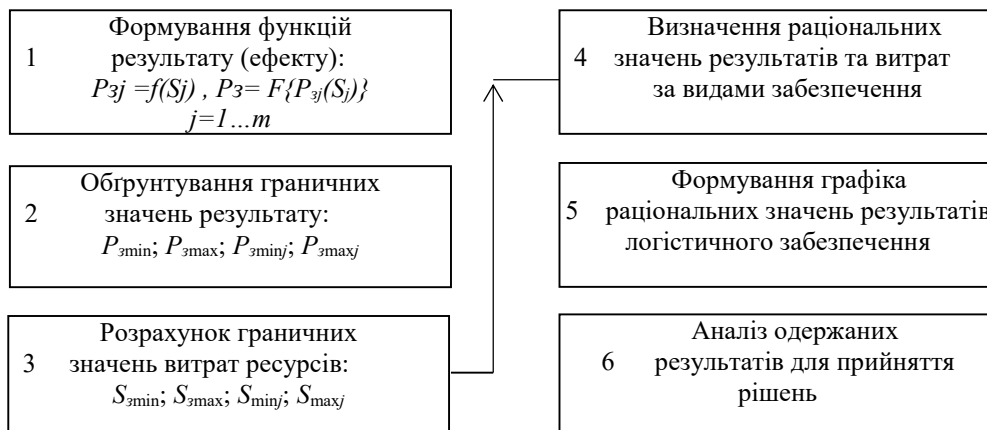 1
Формування функцій
результату (ефекту):
Pзj =f(Sj) , Pз= F{Pзj(Sj)}
j=1…m
2
Обґрунтування граничних
значень результату:
Pзmin; Pзmax; Pзminj; Pзmaxj
3
Розрахунок граничних
значень витрат ресурсів:
Sзmin; Sзmax; Sminj; Smaxj
4
Визначення раціональних
значень результатів та витрат
за видами забезпечення
5
Формування графіка
раціональних значень результатів
логістичного забезпечення
6
Аналіз одержаних
результатів для прийняття
рішень